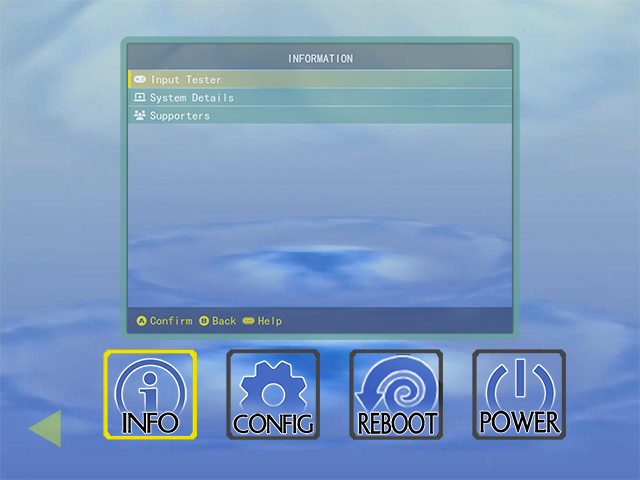 INFORMATION
Input Tester
System Details
Supporters
A Confirm B Back Help
INFO CONFIG REBOOT POWER